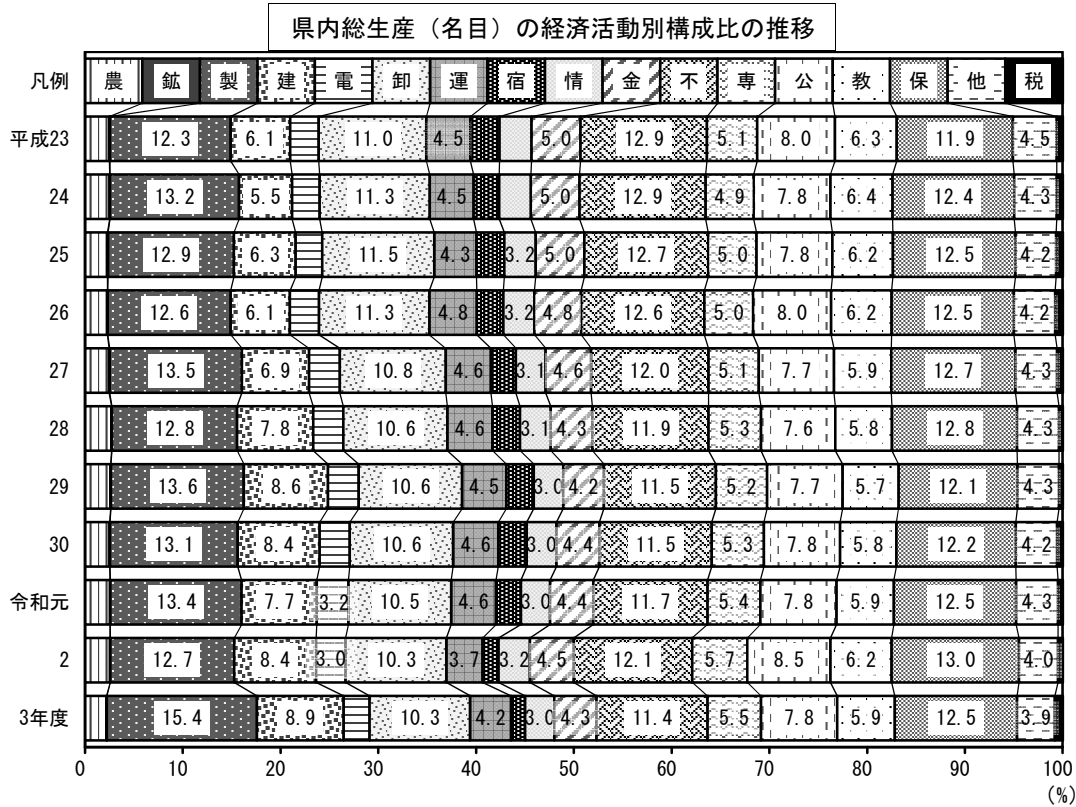 県内総生産（名目）の経済活動別構成比の推移
凡例 農 鉱 製 建 電 卸 運 宿 情 金 不 専 公 教 保 他 税
平成23 12.3 6.1 11.0 4.5 5.0 12.9 5.1 8.0 6.3 11.9 4.5
24 13.2 5.5 11.3 4.5 5.0 12.9 4.9 7.8 6.4 12.4 4.3
25 12.9 6.3 11.5 4.3 3.2 5.0 12.7 5.0 7.8 6.2 12.5 4.2
26 12.6 6.1 11.3 4.8 3.2 4.8 12.6 5.0 8.0 6.2 12.5 4.2
27 13.5 6.9 10.8 4.6 3.1 4.6 12.0 5.1 7.7 5.9 12.7 4.3
28 12.8 7.8 10.6 4.6 3.1 4.3 11.9 5.3 7.6 5.8 12.8 4.3
29 13.6 8.6 10.6 4.5 3.0 4.2 11.5 5.2 7.7 5.7 12.1 4.3
30 13.1 8.4 10.6 4.6 3.0 4.4 11.5 5.3 7.8 5.8 12.2 4.2
令和元 13.4 7.7 3.2 10.5 4.6 3.0 4.4 11.7 5.4 7.8 5.9 12.5 4.3
2 12.7 8.4 3.0 10.3 3.7 3.2 4.5 12.1 5.7 8.5 6.2 13.0 4.0
3年度 15.4 8.9 10.3 4.2 3.0 4.3 11.4 5.5 7.8 5.9 12.5 3.9
0 10 20 30 40 50 60 70 80 90 100
(%)